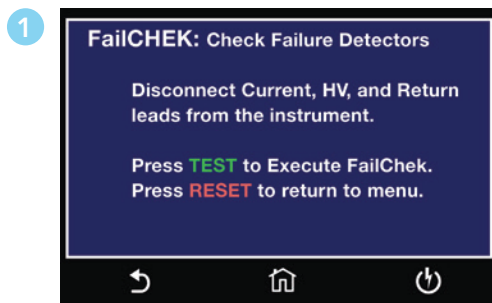 1
FailCHEK: Check Failure Detectors
Disconnect Current, HV, and Return
leads from the instrument.
Press TEST to Execute FailChek.
Press RESET to return to menu.